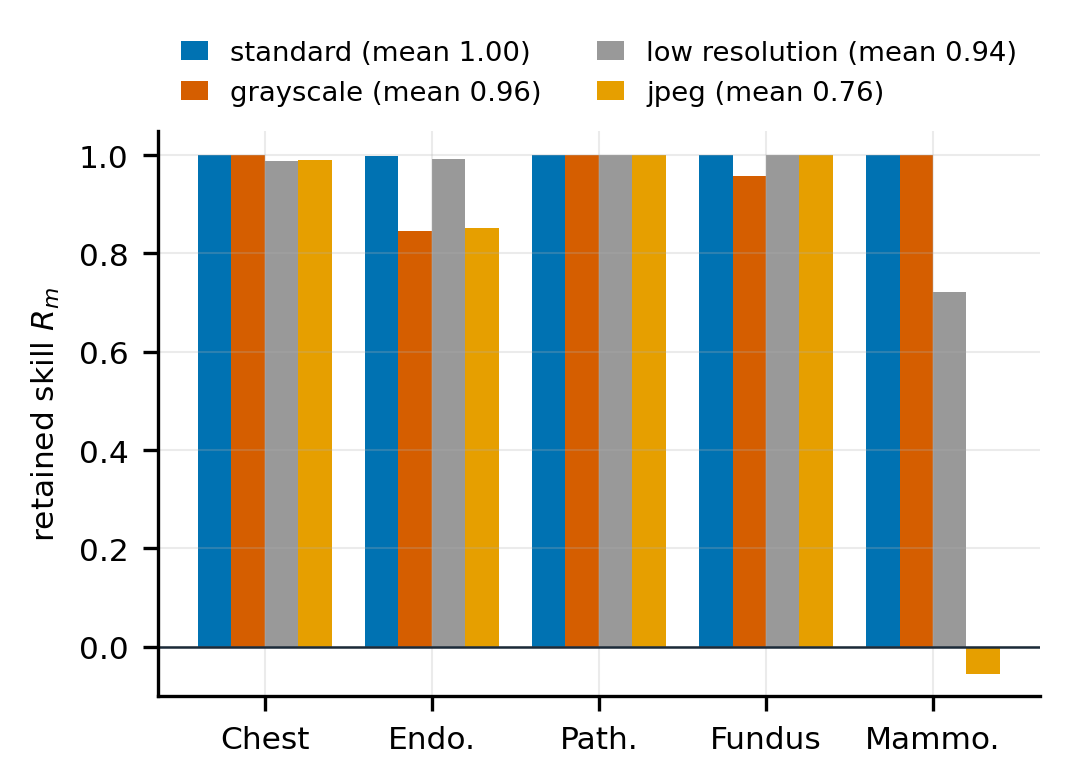 standard (mean 1.00)
grayscale (mean 0.96)
low resolution (mean 0.94)
jpeg (mean 0.76)
retained skill R_m
1.0
0.8
0.6
0.4
0.2
0.0
Chest
Endo.
Path.
Fundus
Mammo.